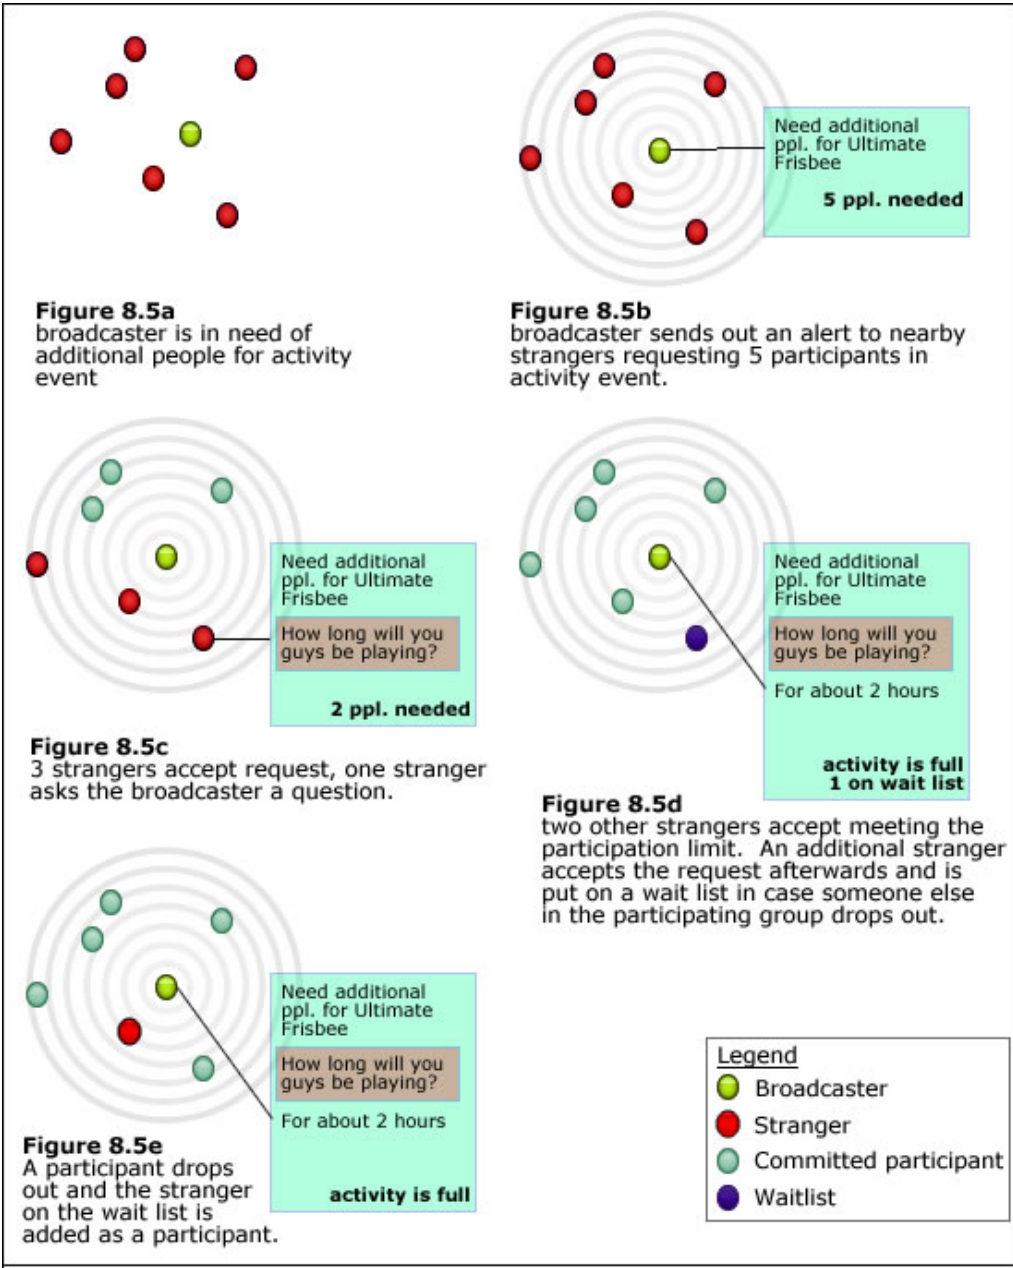 Need additional
ppl. for Ultimate
Frisbee
5 ppl. needed
Figure 8.5a
broadcaster is in need of
additional people for activity
event
Figure 8.5b
broadcaster sends out an alert to nearby
strangers requesting 5 participants in
activity event.
Need additional
ppl. for Ultimate
Frisbee
How long will you
guys be playing?
2 ppl. needed
Figure 8.5c
3 strangers accept request, one stranger
asks the broadcaster a question.
Need additional
ppl. for Ultimate
Frisbee
How long will you
guys be playing?
For about 2 hours
activity is full
1 on wait list
Figure 8.5d
two other strangers accept meeting the
participation limit.  An additional stranger
accepts the request afterwards and is
put on a wait list in case someone else
in the participating group drops out.
Need additional
ppl. for Ultimate
Frisbee
How long will you
guys be playing?
For about 2 hours
activity is full
Figure 8.5e
A participant drops
out and the stranger
on the wait list is
added as a participant.
Legend
Broadcaster
Stranger
Committed participant
Waitlist